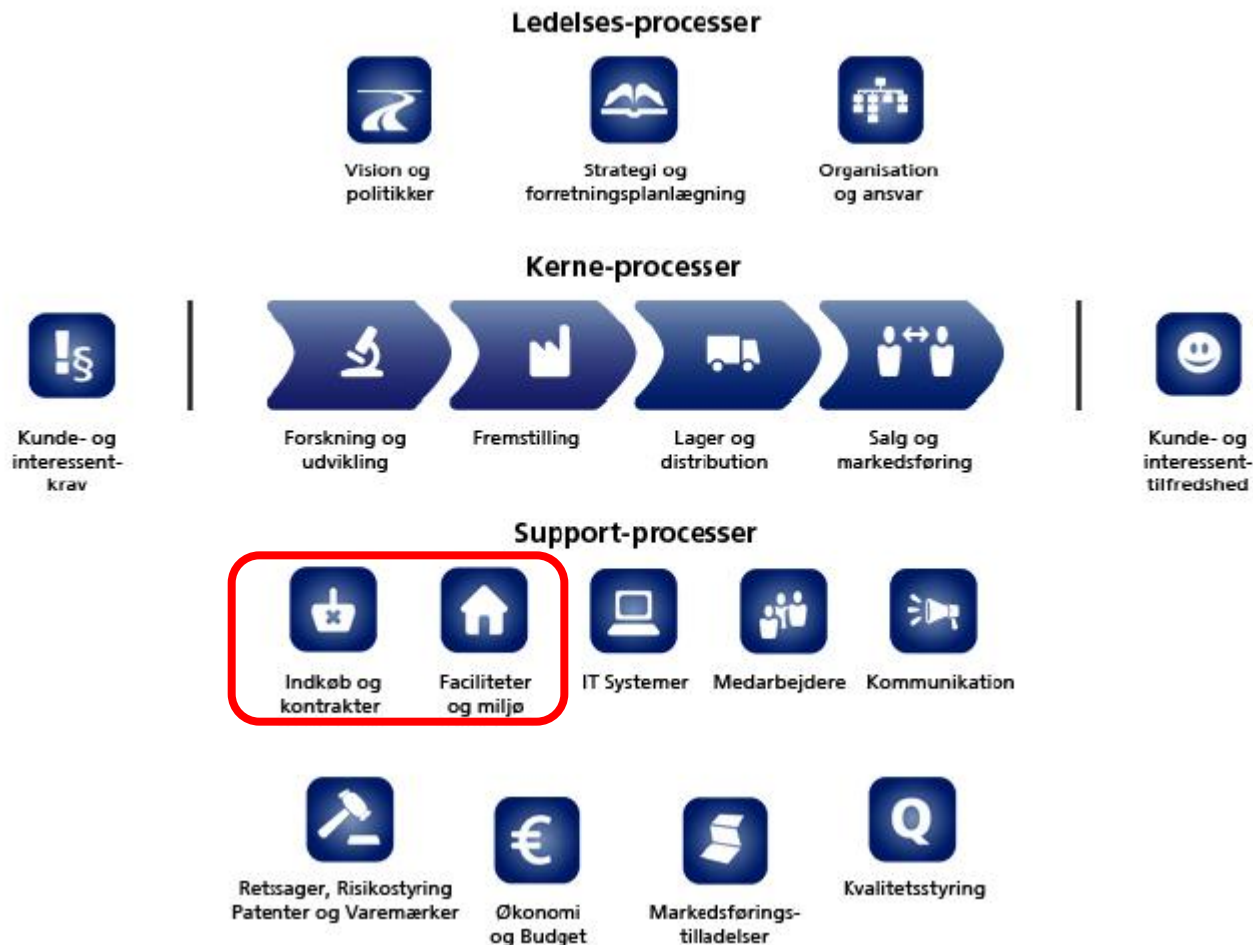 Ledelses-processer
Vision og
politikker
Strategi og
forretningsplanlægning
Organisation
og ansvar
Kerne-processer
!§
Kunde- og
interessent-
krav
Forskning og
udvikling
Fremstilling
Lager og
distribution
Salg og
markedsføring
Kunde- og
interessent-
tilfredshed
Support-processer
Indkøb og
kontrakter
Faciliteter
og miljø
IT Systemer
Medarbejdere
Kommunikation
Retssager, Risikostyring
Patenter og Varemærker
€
Økonomi
og Budget
Markedsførings-
tilladelser
Q
Kvalitetsstyring